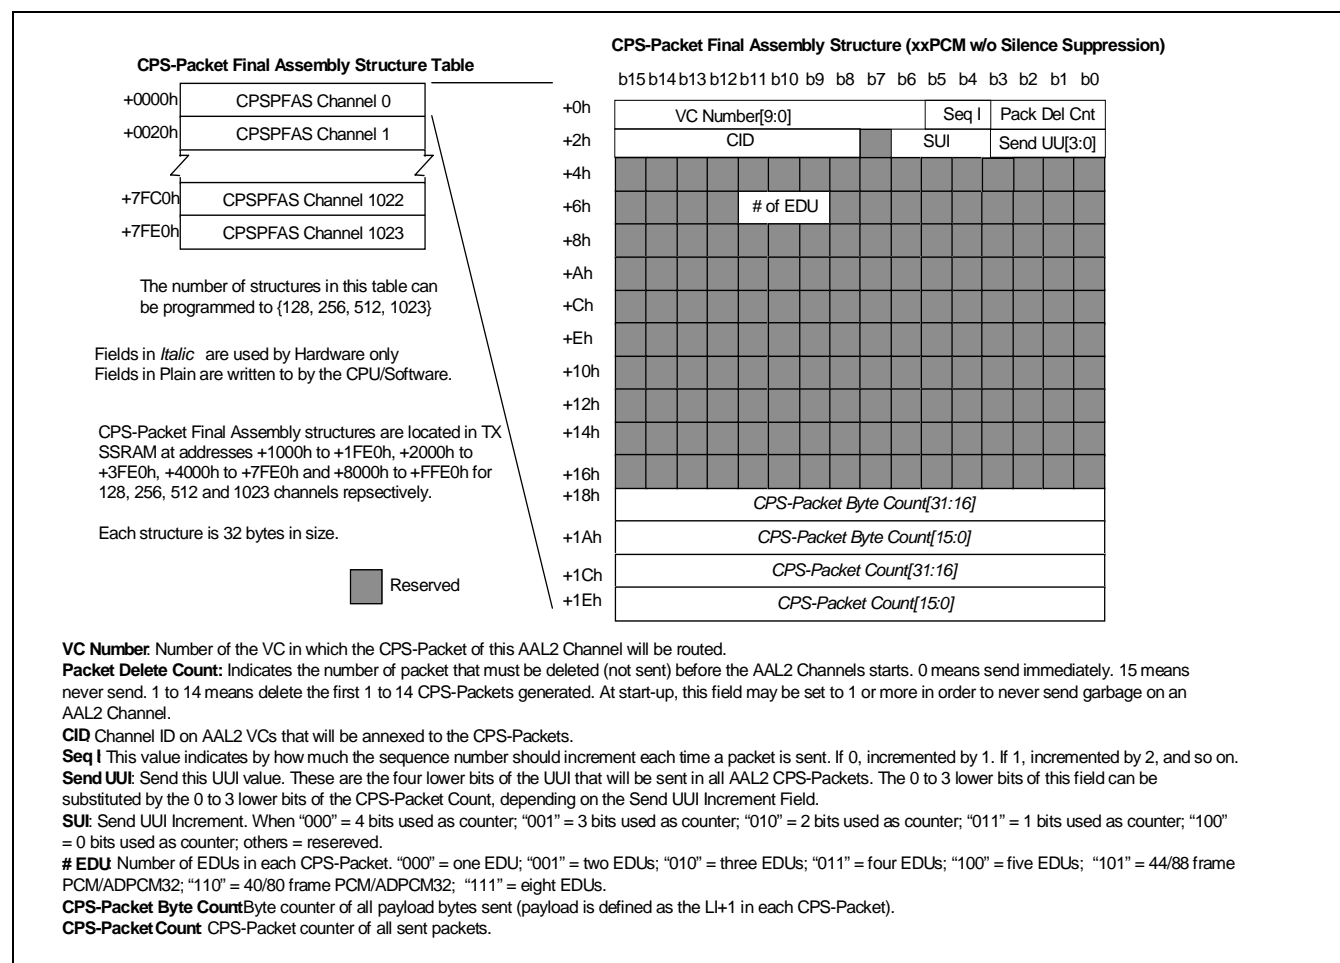 CPS-Packet Final Assembly Structure (xxPCM w/o Silence Suppression)
CPS-Packet Final Assembly Structure Table
b15 b14 b13 b12 b11 b10 b9 b8 b7 b6 b5 b4 b3 b2 b1 b0
+0000h CPSPFAS Channel 0
+0020h CPSPFAS Channel 1
+7FC0h CPSPFAS Channel 1022
+7FE0h CPSPFAS Channel 1023
The number of structures in this table can
be programmed to {128, 256, 512, 1023}
Fields in Italic are used by Hardware only
Fields in Plain are written to by the CPU/Software.
CPS-Packet Final Assembly structures are located in TX
SSRAM at addresses +1000h to +1FE0h, +2000h to
+3FE0h, +4000h to +7FE0h and +8000h to +FFE0h for
128, 256, 512 and 1023 channels repsectively.
Each structure is 32 bytes in size.
Reserved
+0h VC Number[9:0] Seq I Pack Del Cnt
+2h CID SUI Send UU[3:0]
+4h
+6h # of EDU
+8h
+Ah
+Ch
+Eh
+10h
+12h
+14h
+16h
+18h CPS-Packet Byte Count[31:16]
+1Ah CPS-Packet Byte Count[15:0]
+1Ch CPS-Packet Count[31:16]
+1Eh CPS-Packet Count[15:0]
VC Number: Number of the VC in which the CPS-Packet of this AAL2 Channel will be routed.
Packet Delete Count: Indicates the number of packet that must be deleted (not sent) before the AAL2 Channels starts. 0 means send immediately. 15 means
never send. 1 to 14 means delete the first 1 to 14 CPS-Packets generated. At start-up, this field may be set to 1 or more in order to never send garbage on an
AAL2 Channel.
CID: Channel ID on AAL2 VCs that will be annexed to the CPS-Packets.
Seq I: This value indicates by how much the sequence number should increment each time a packet is sent. If 0, incremented by 1. If 1, incremented by 2, and so on.
Send UUI: Send this UUI value. These are the four lower bits of the UUI that will be sent in all AAL2 CPS-Packets. The 0 to 3 lower bits of this field can be
substituted by the 0 to 3 lower bits of the CPS-Packet Count, depending on the Send UUI Increment Field.
SUI: Send UUI Increment. When “000” = 4 bits used as counter; “001” = 3 bits used as counter; “010” = 2 bits used as counter; “011” = 1 bits used as counter; “100”
= 0 bits used as counter; others = resereved.
# EDU: Number of EDUs in each CPS-Packet. “000” = one EDU; “001” = two EDUs; “010” = three EDUs; “011” = four EDUs; “100” = five EDUs; “101” = 44/88 frame
PCM/ADPCM32; “110” = 40/80 frame PCM/ADPCM32; “111” = eight EDUs.
CPS-Packet Byte Count:Byte counter of all payload bytes sent (payload is defined as the LI+1 in each CPS-Packet).
CPS-Packet Count: CPS-Packet counter of all sent packets.